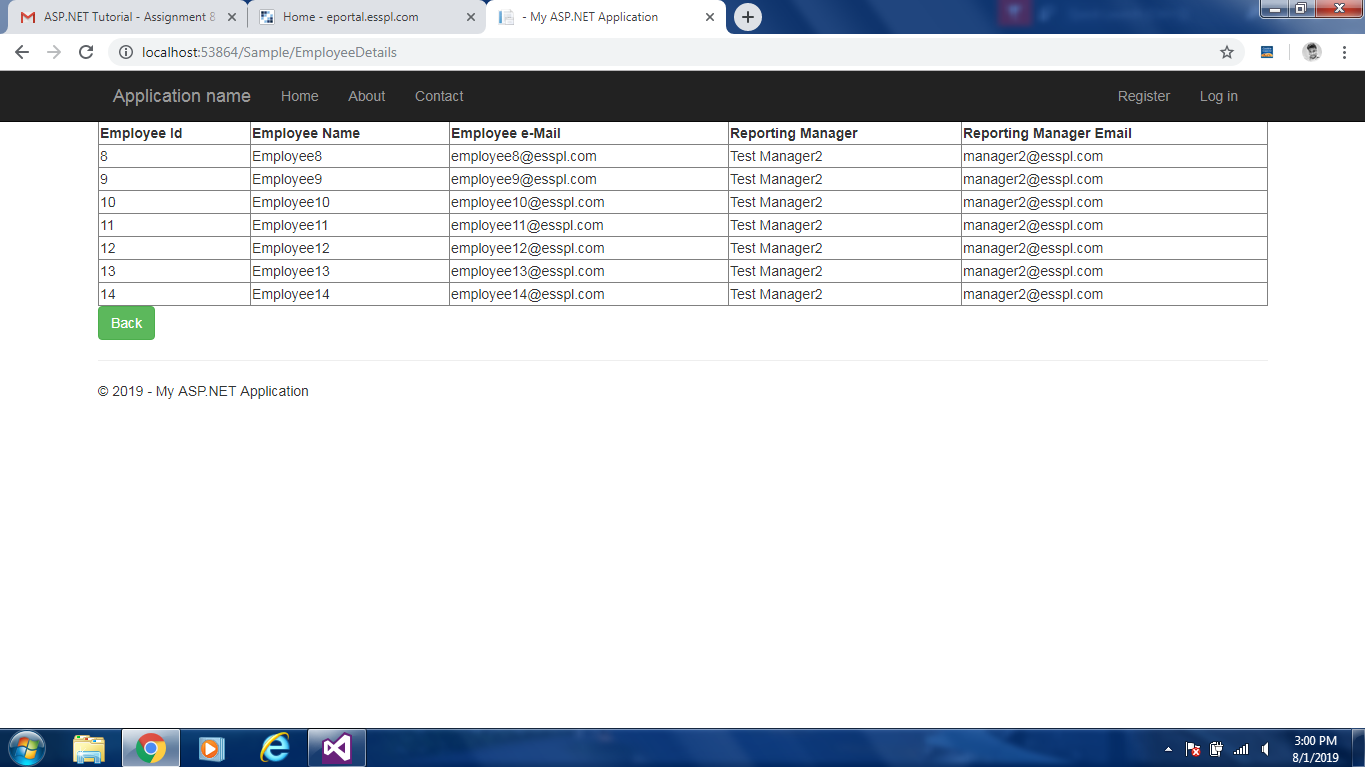 ASP.NET Tutorial - Assignment 8
Home - eportal.esspl.com
- My ASP.NET Application
localhost:53864/Sample/EmployeeDetails
Application name Home About Contact Register Log in
Employee Id Employee Name Employee e-Mail Reporting Manager Reporting Manager Email
8 Employee8 employee8@esspl.com Test Manager2 manager2@esspl.com
9 Employee9 employee9@esspl.com Test Manager2 manager2@esspl.com
10 Employee10 employee10@esspl.com Test Manager2 manager2@esspl.com
11 Employee11 employee11@esspl.com Test Manager2 manager2@esspl.com
12 Employee12 employee12@esspl.com Test Manager2 manager2@esspl.com
13 Employee13 employee13@esspl.com Test Manager2 manager2@esspl.com
14 Employee14 employee14@esspl.com Test Manager2 manager2@esspl.com
Back
© 2019 - My ASP.NET Application
3:00 PM
8/1/2019